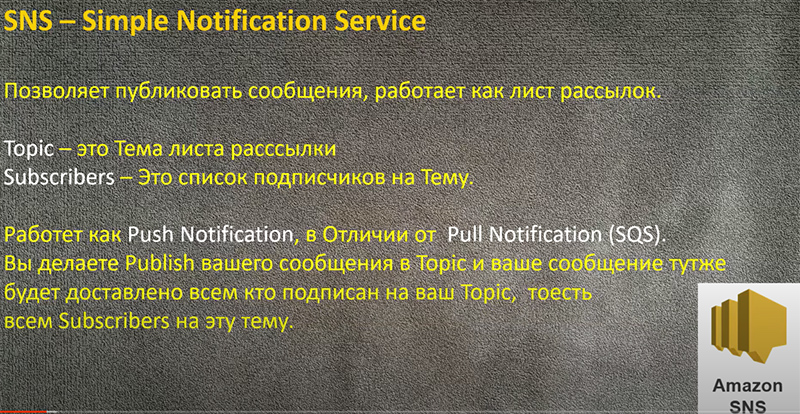 SNS – Simple Notification Service
Позволяет публиковать сообщения, работает как лист рассылок.
Topic – это Тема листа расссылки
Subscribers – Это список подписчиков на Тему.
Работет как Push Notification, в Отличии от Pull Notification (SQS).
Вы делаете Publish вашего сообщения в Topic и ваше сообщение тутже
будет доставлено всем кто подписан на ваш Topic, тоесть
всем Subscribers на эту тему.
Amazon
SNS